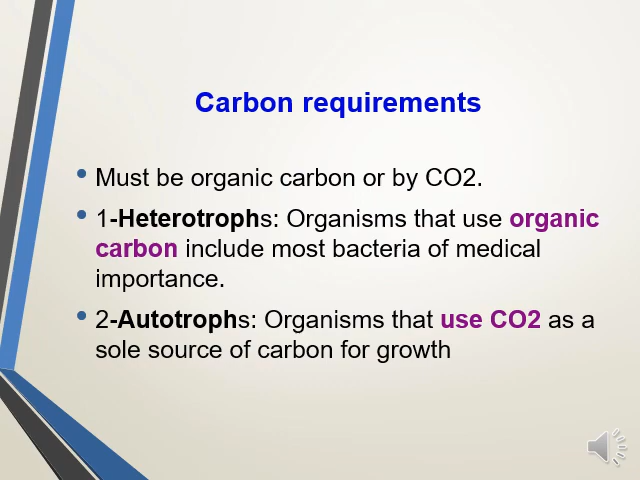 Carbon requirements
• Must be organic carbon or by CO2.
• 1-Heterotrophs: Organisms that use organic
carbon include most bacteria of medical
importance.
• 2-Autotrophs: Organisms that use CO2 as a
sole source of carbon for growth